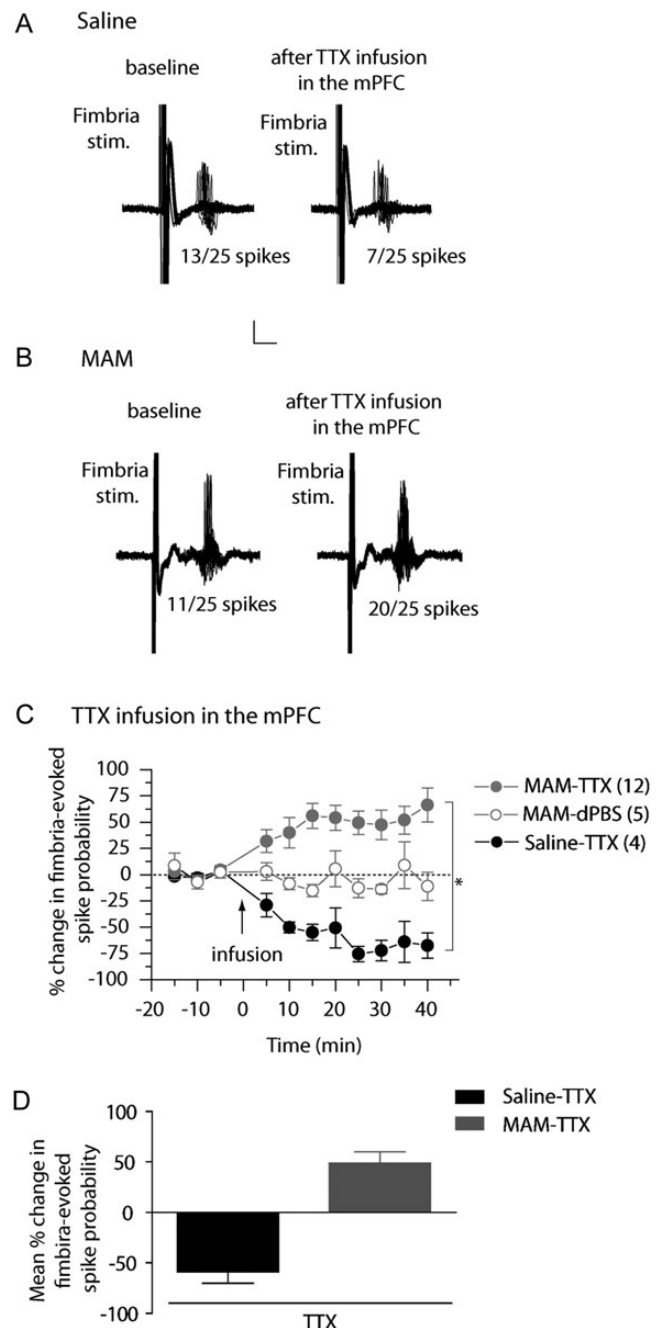 A Saline
baseline
after TTX infusion
in the mPFC
Fimbria
stim.
Fimbria
stim.
13/25 spikes
7/25 spikes
B MAM
baseline
after TTX infusion
in the mPFC
Fimbria
stim.
Fimbria
stim.
11/25 spikes
20/25 spikes
C TTX infusion in the mPFC
% change in fimbria-evoked
spike probability
100
75
50
25
0
-25
-50
-75
-100
infusion
*
MAM-TTX (12)
MAM-dPBS (5)
Saline-TTX (4)
-20 -10 0 10 20 30 40
Time (min)
D
Mean % change in
fimbira-evoked
spike probability
100
50
0
-50
-100
Saline-TTX
MAM-TTX
TTX